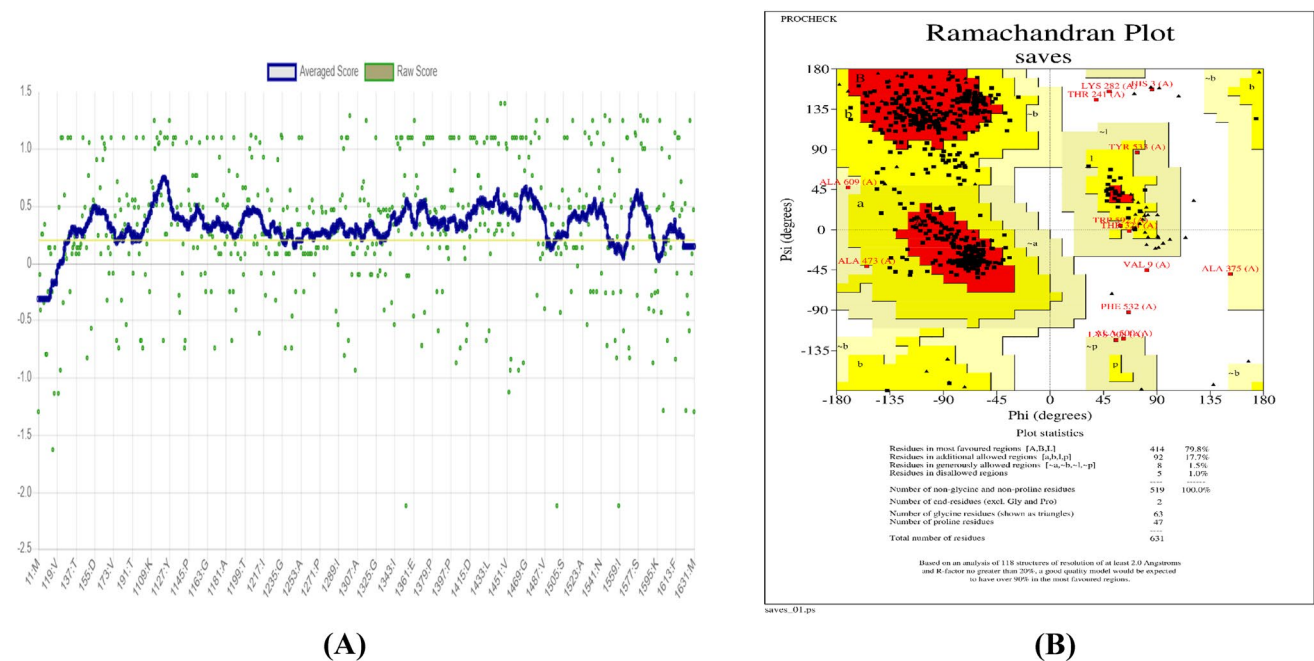 Averaged Score Raw Score
1.5
1.0
0.5
0
-0.5
-1.0
-1.5
-2.0
-2.5
11:M 119:V 137:T 155:D 173:V 191:T 1109:K 1127:Y 1145:P 1163:G 1181:A 1199:T 1217:I 1235:G 1253:A 1271:P 1289:I 1307:A 1325:G 1343:I 1361:E 1379:P 1397:P 1415:D 1433:L 1451:V 1469:G 1487:V 1505:S 1523:A 1541:N 1559:I 1577:S 1595:K 1613:F 1631:M
(A)
PROCHECK
Ramachandran Plot
saves
180
135
90
45
0
-45
-90
-135
Psi (degrees)
B
b
~b
~b
b
LYS 282 (A)
HIS 3 (A)
THR 241 (A)
~l
TYR 533 (A)
l
ALA 609 (A)
a
~a
ALA 473 (A)
VAL 9 (A)
ALA 375 (A)
PHE 532 (A)
~b
b
~p
p
~b
-180 -135 -90 -45 0 45 90 135 180
Phi (degrees)
Plot statistics
Residues in most favoured regions [A,B,L] 414 79.8%
Residues in additional allowed regions [a,b,l,p] 92 17.7%
Residues in generously allowed regions [~a,~b,~l,~p] 8 1.5%
Residues in disallowed regions 5 1.0%
---- ------
Number of non-glycine and non-proline residues 519 100.0%
Number of end-residues (excl. Gly and Pro) 2
Number of glycine residues (shown as triangles) 63
Number of proline residues 47
----
Total number of residues 631
Based on an analysis of 118 structures of resolution of at least 2.0 Angstroms
and R-factor no greater than 20%, a good quality model would be expected
to have over 90% in the most favoured regions.
saves_01.ps
(B)